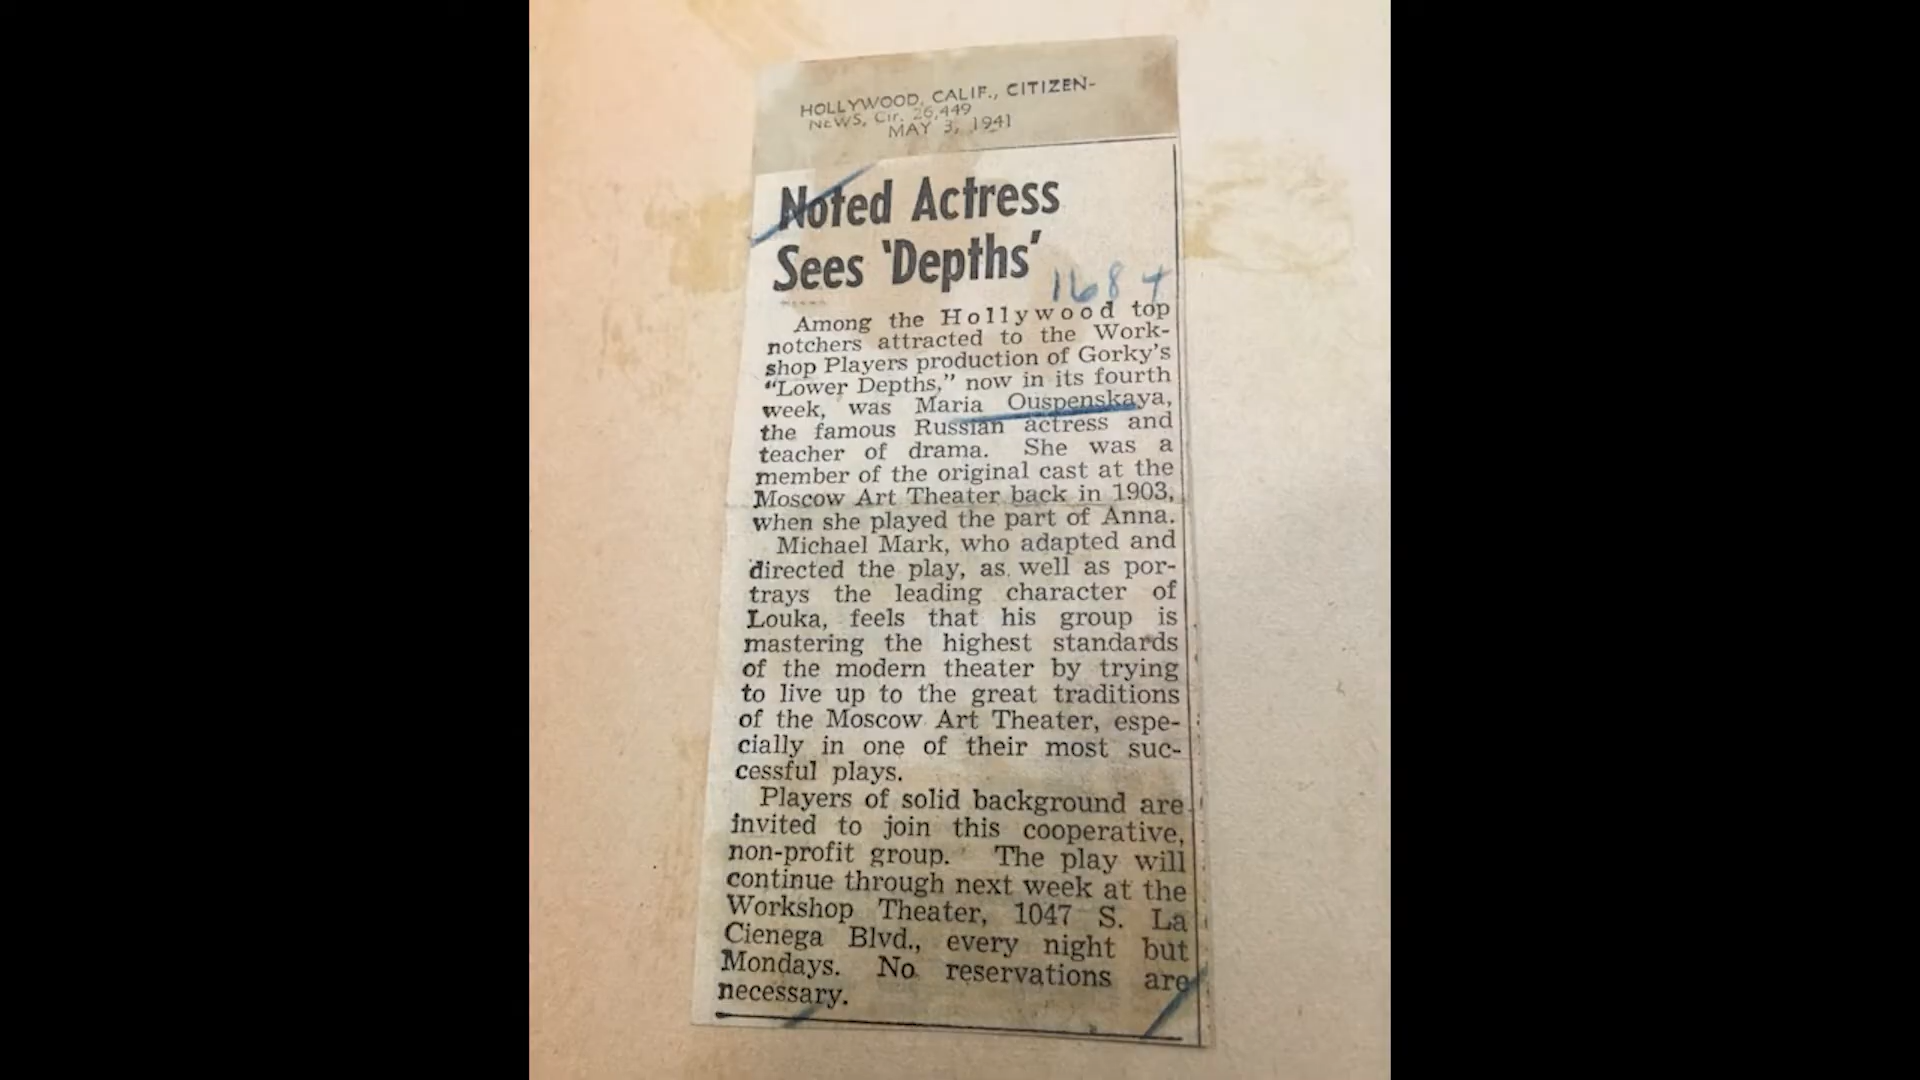 HOLLYWOOD, CALIF., CITIZEN-
NEWS, Cir. 26,449
MAY 3, 1941
Noted Actress
Sees 'Depths'
1684
Among the Hollywood top
notchers attracted to the Work-
shop Players production of Gorky's
"Lower Depths," now in its fourth
week, was Maria Ouspenskaya,
the famous Russian actress and
teacher of drama. She was a
member of the original cast at the
Moscow Art Theater back in 1903,
when she played the part of Anna.
Michael Mark, who adapted and
directed the play, as well as por-
trays the leading character of
Louka, feels that his group is
mastering the highest standards
of the modern theater by trying
to live up to the great traditions
of the Moscow Art Theater, espe-
cially in one of their most suc-
cessful plays.
Players of solid background are
invited to join this cooperative,
non-profit group. The play will
continue through next week at the
Workshop Theater, 1047 S. La
Cienega Blvd., every night but
Mondays. No reservations are
necessary.